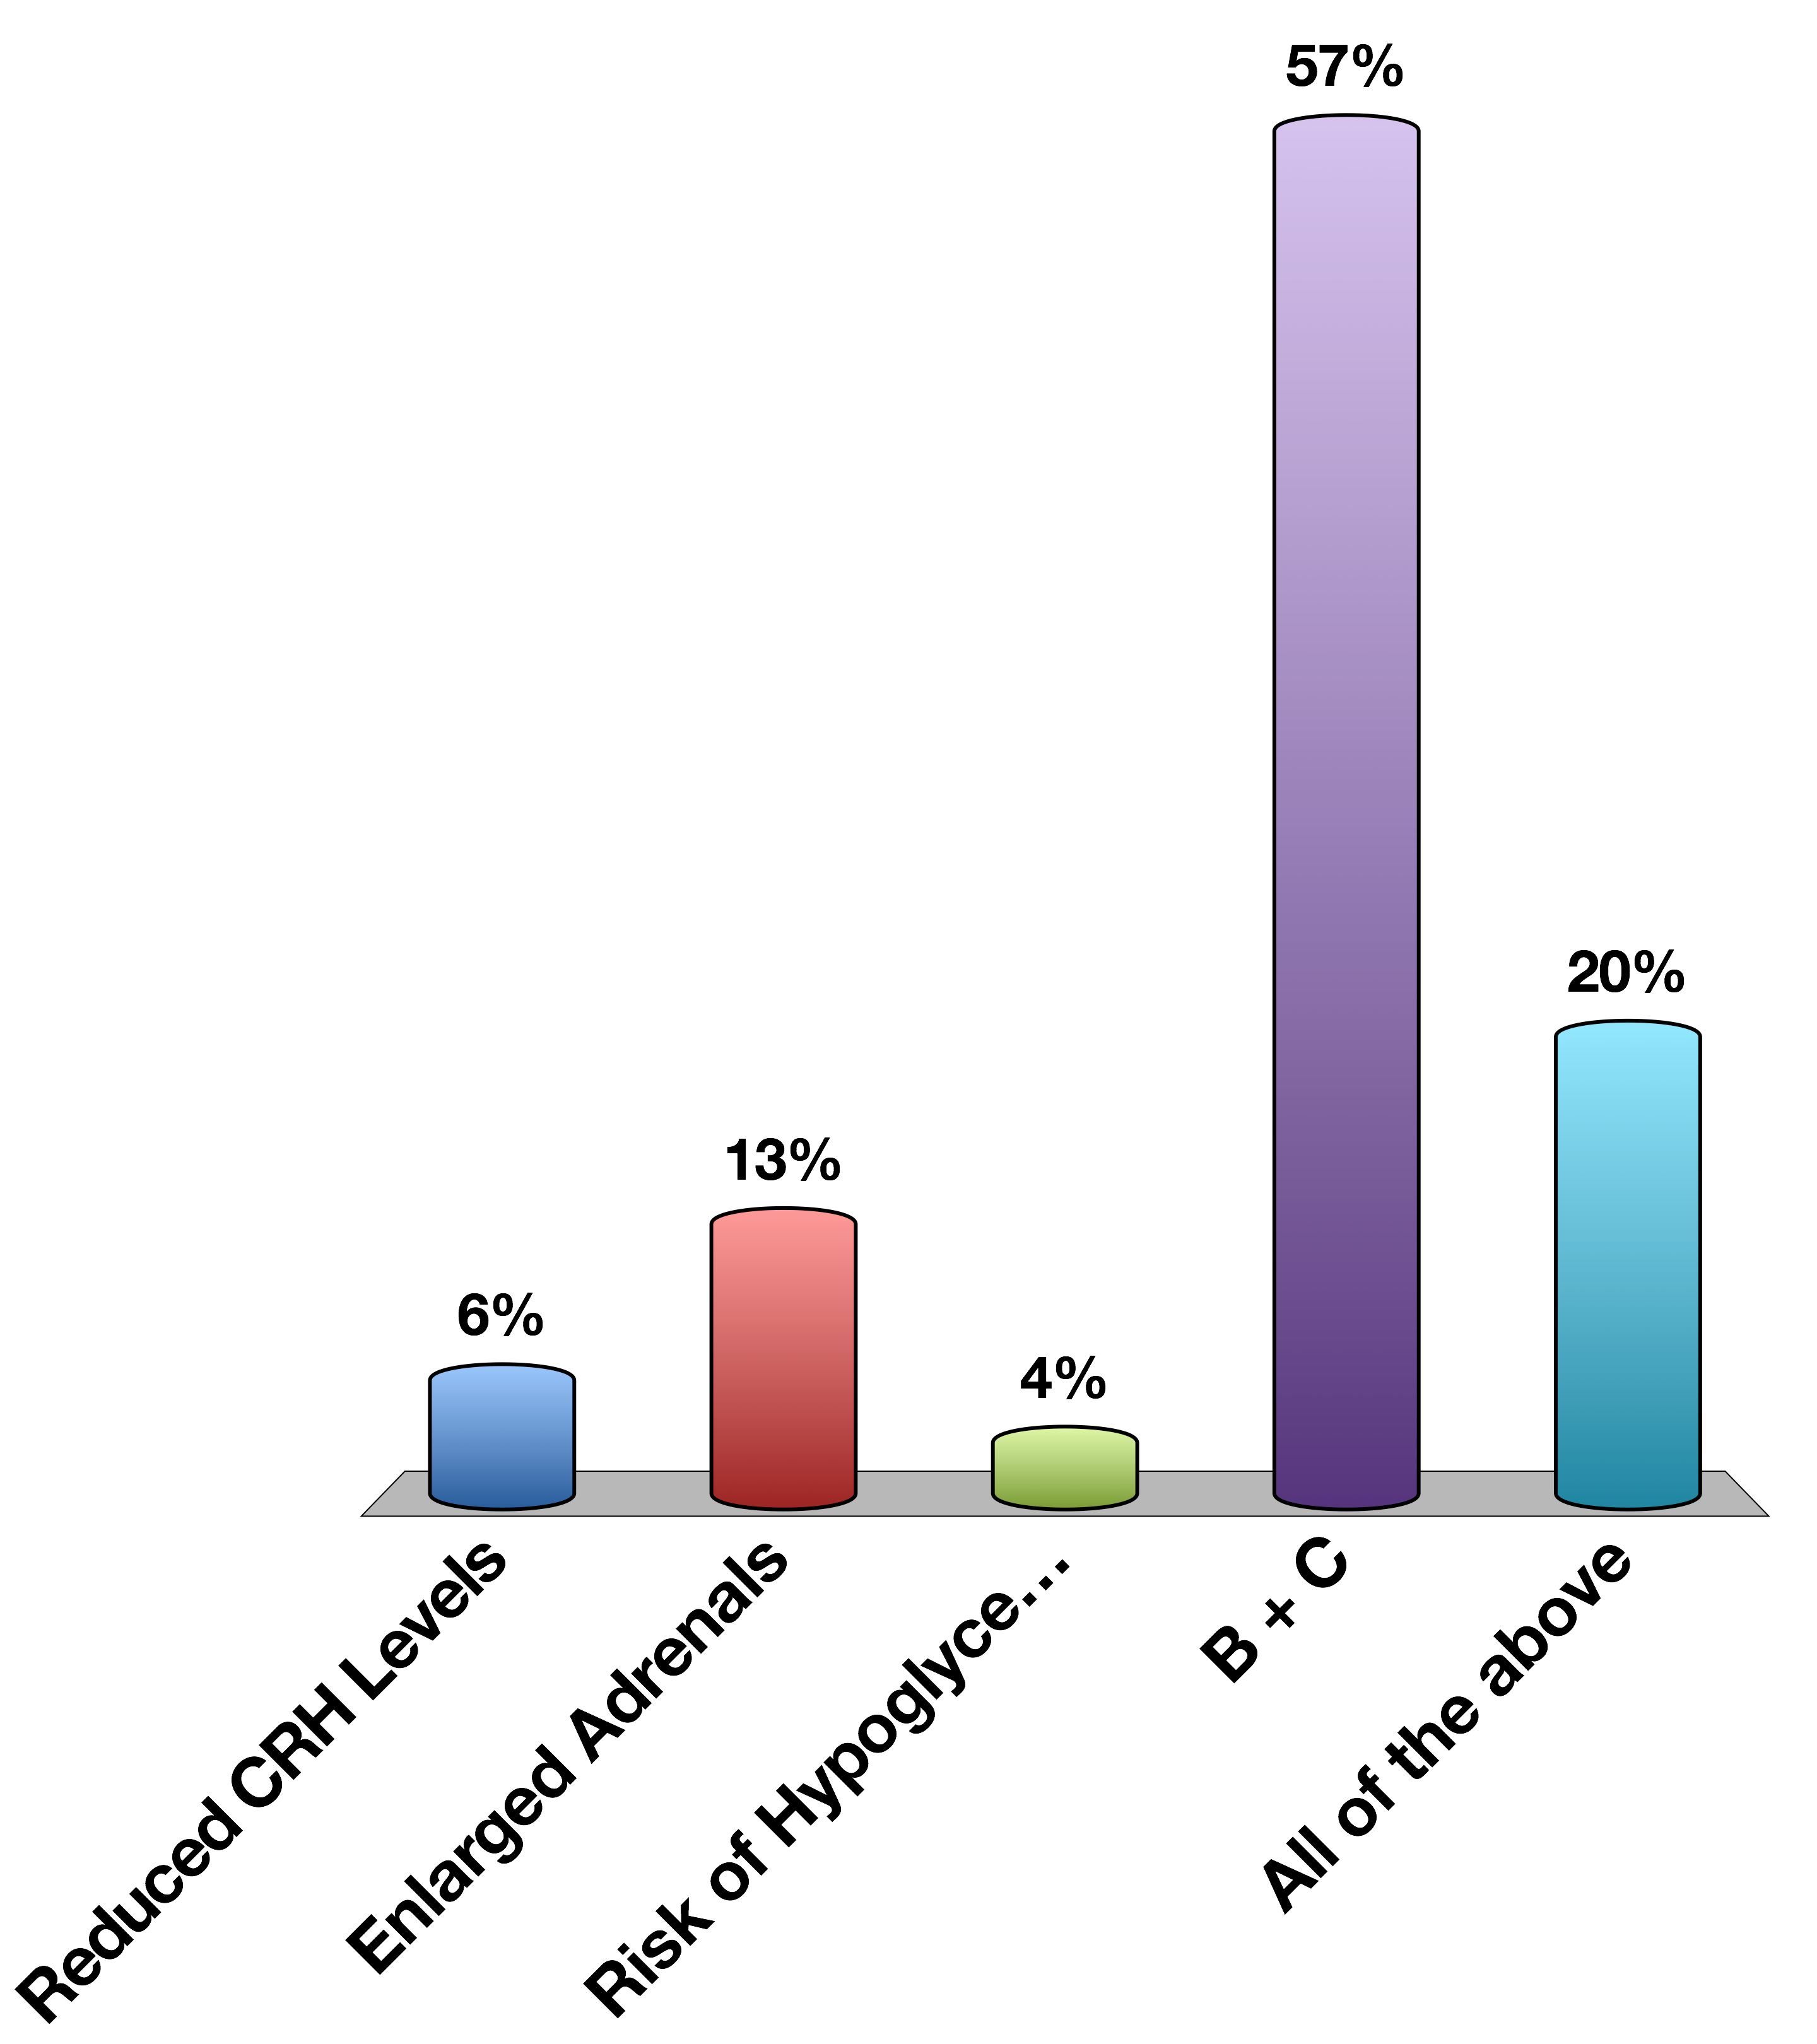 57%
20%
13%
6%
4%
Reduced CRH Levels
Enlarged Adrenals
Risk of Hypoglyce...
B + C
All of the above